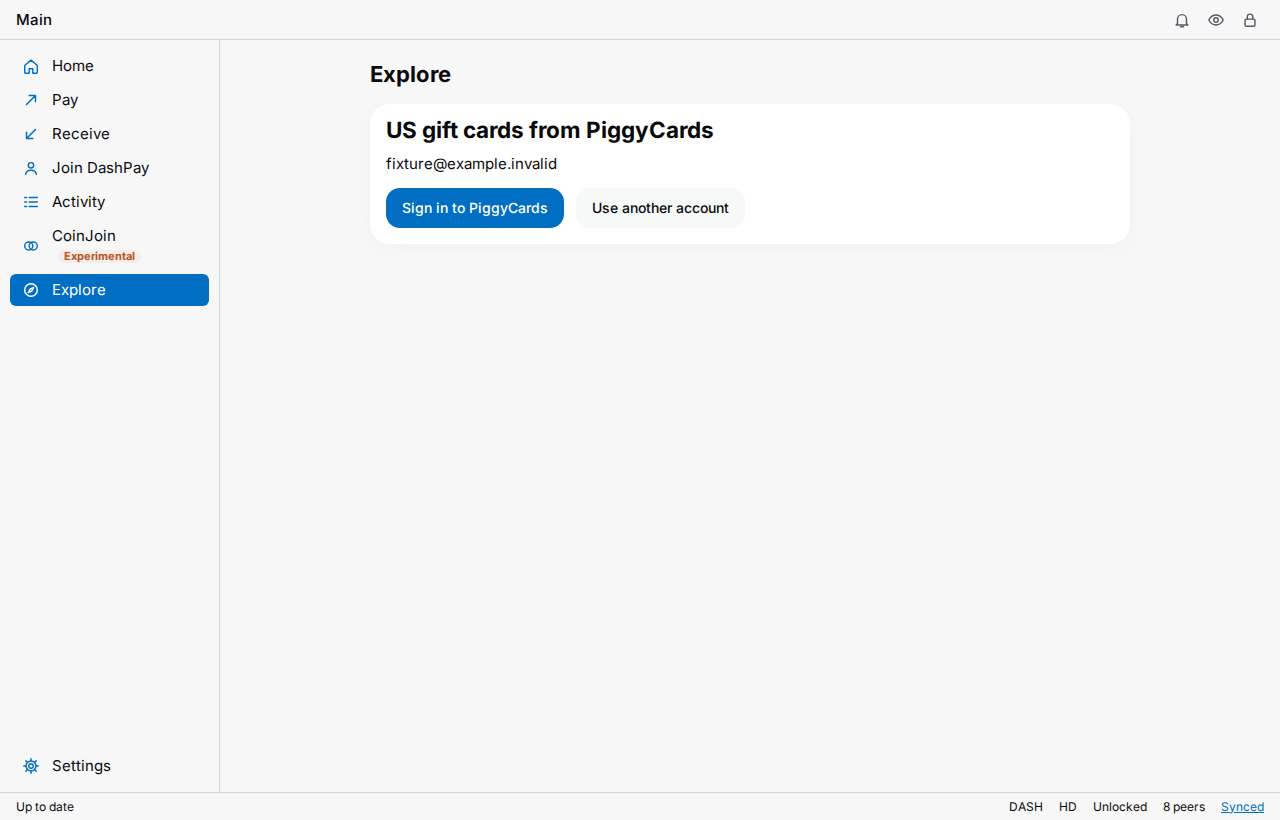 Main
Home
Pay
Receive
Join DashPay
Activity
CoinJoin
Experimental
Explore
Settings
Explore
US gift cards from PiggyCards
fixture@example.invalid
Sign in to PiggyCards
Use another account
Up to date
DASH HD Unlocked 8 peers Synced